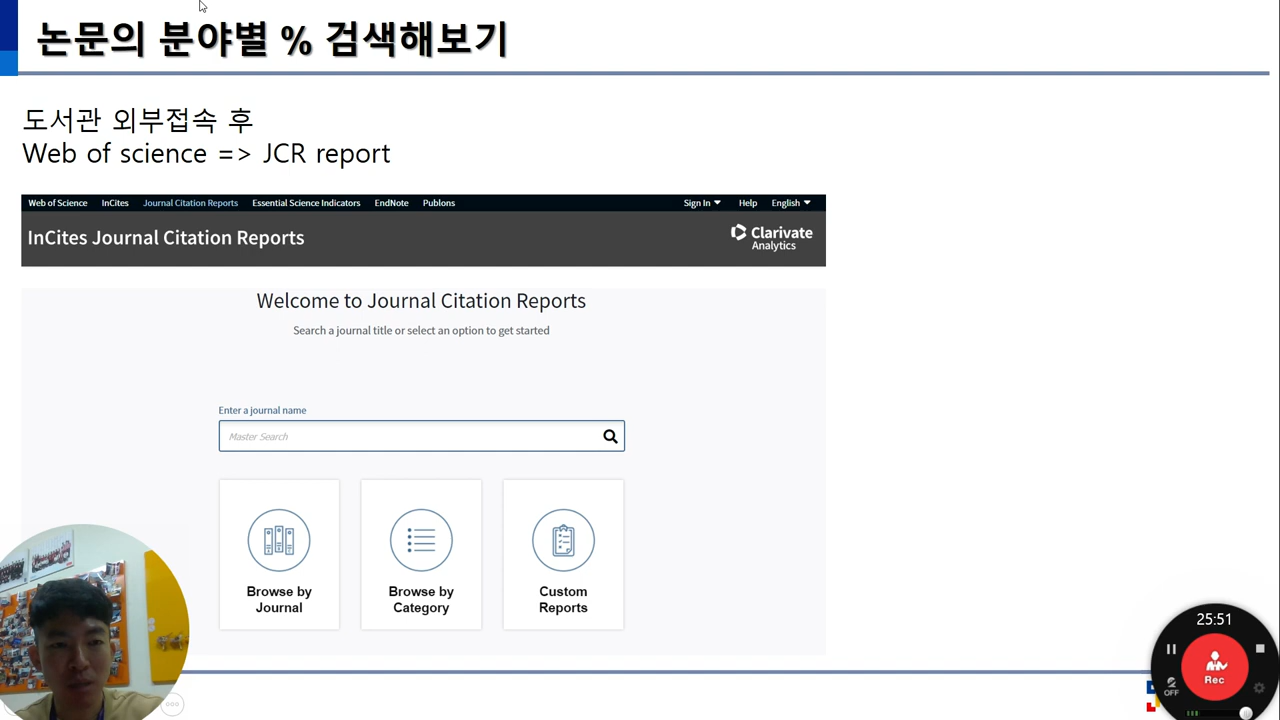 논문의 분야별 % 검색해보기
도서관 외부접속 후
Web of science => JCR report
Web of Science InCites Journal Citation Reports Essential Science Indicators EndNote Publons Sign In Help English
InCites Journal Citation Reports
Clarivate
Analytics
Welcome to Journal Citation Reports
Search a journal title or select an option to get started
Enter a journal name
Master Search
Browse by
Journal
Browse by
Category
Custom
Reports
25:51
Rec
OFF